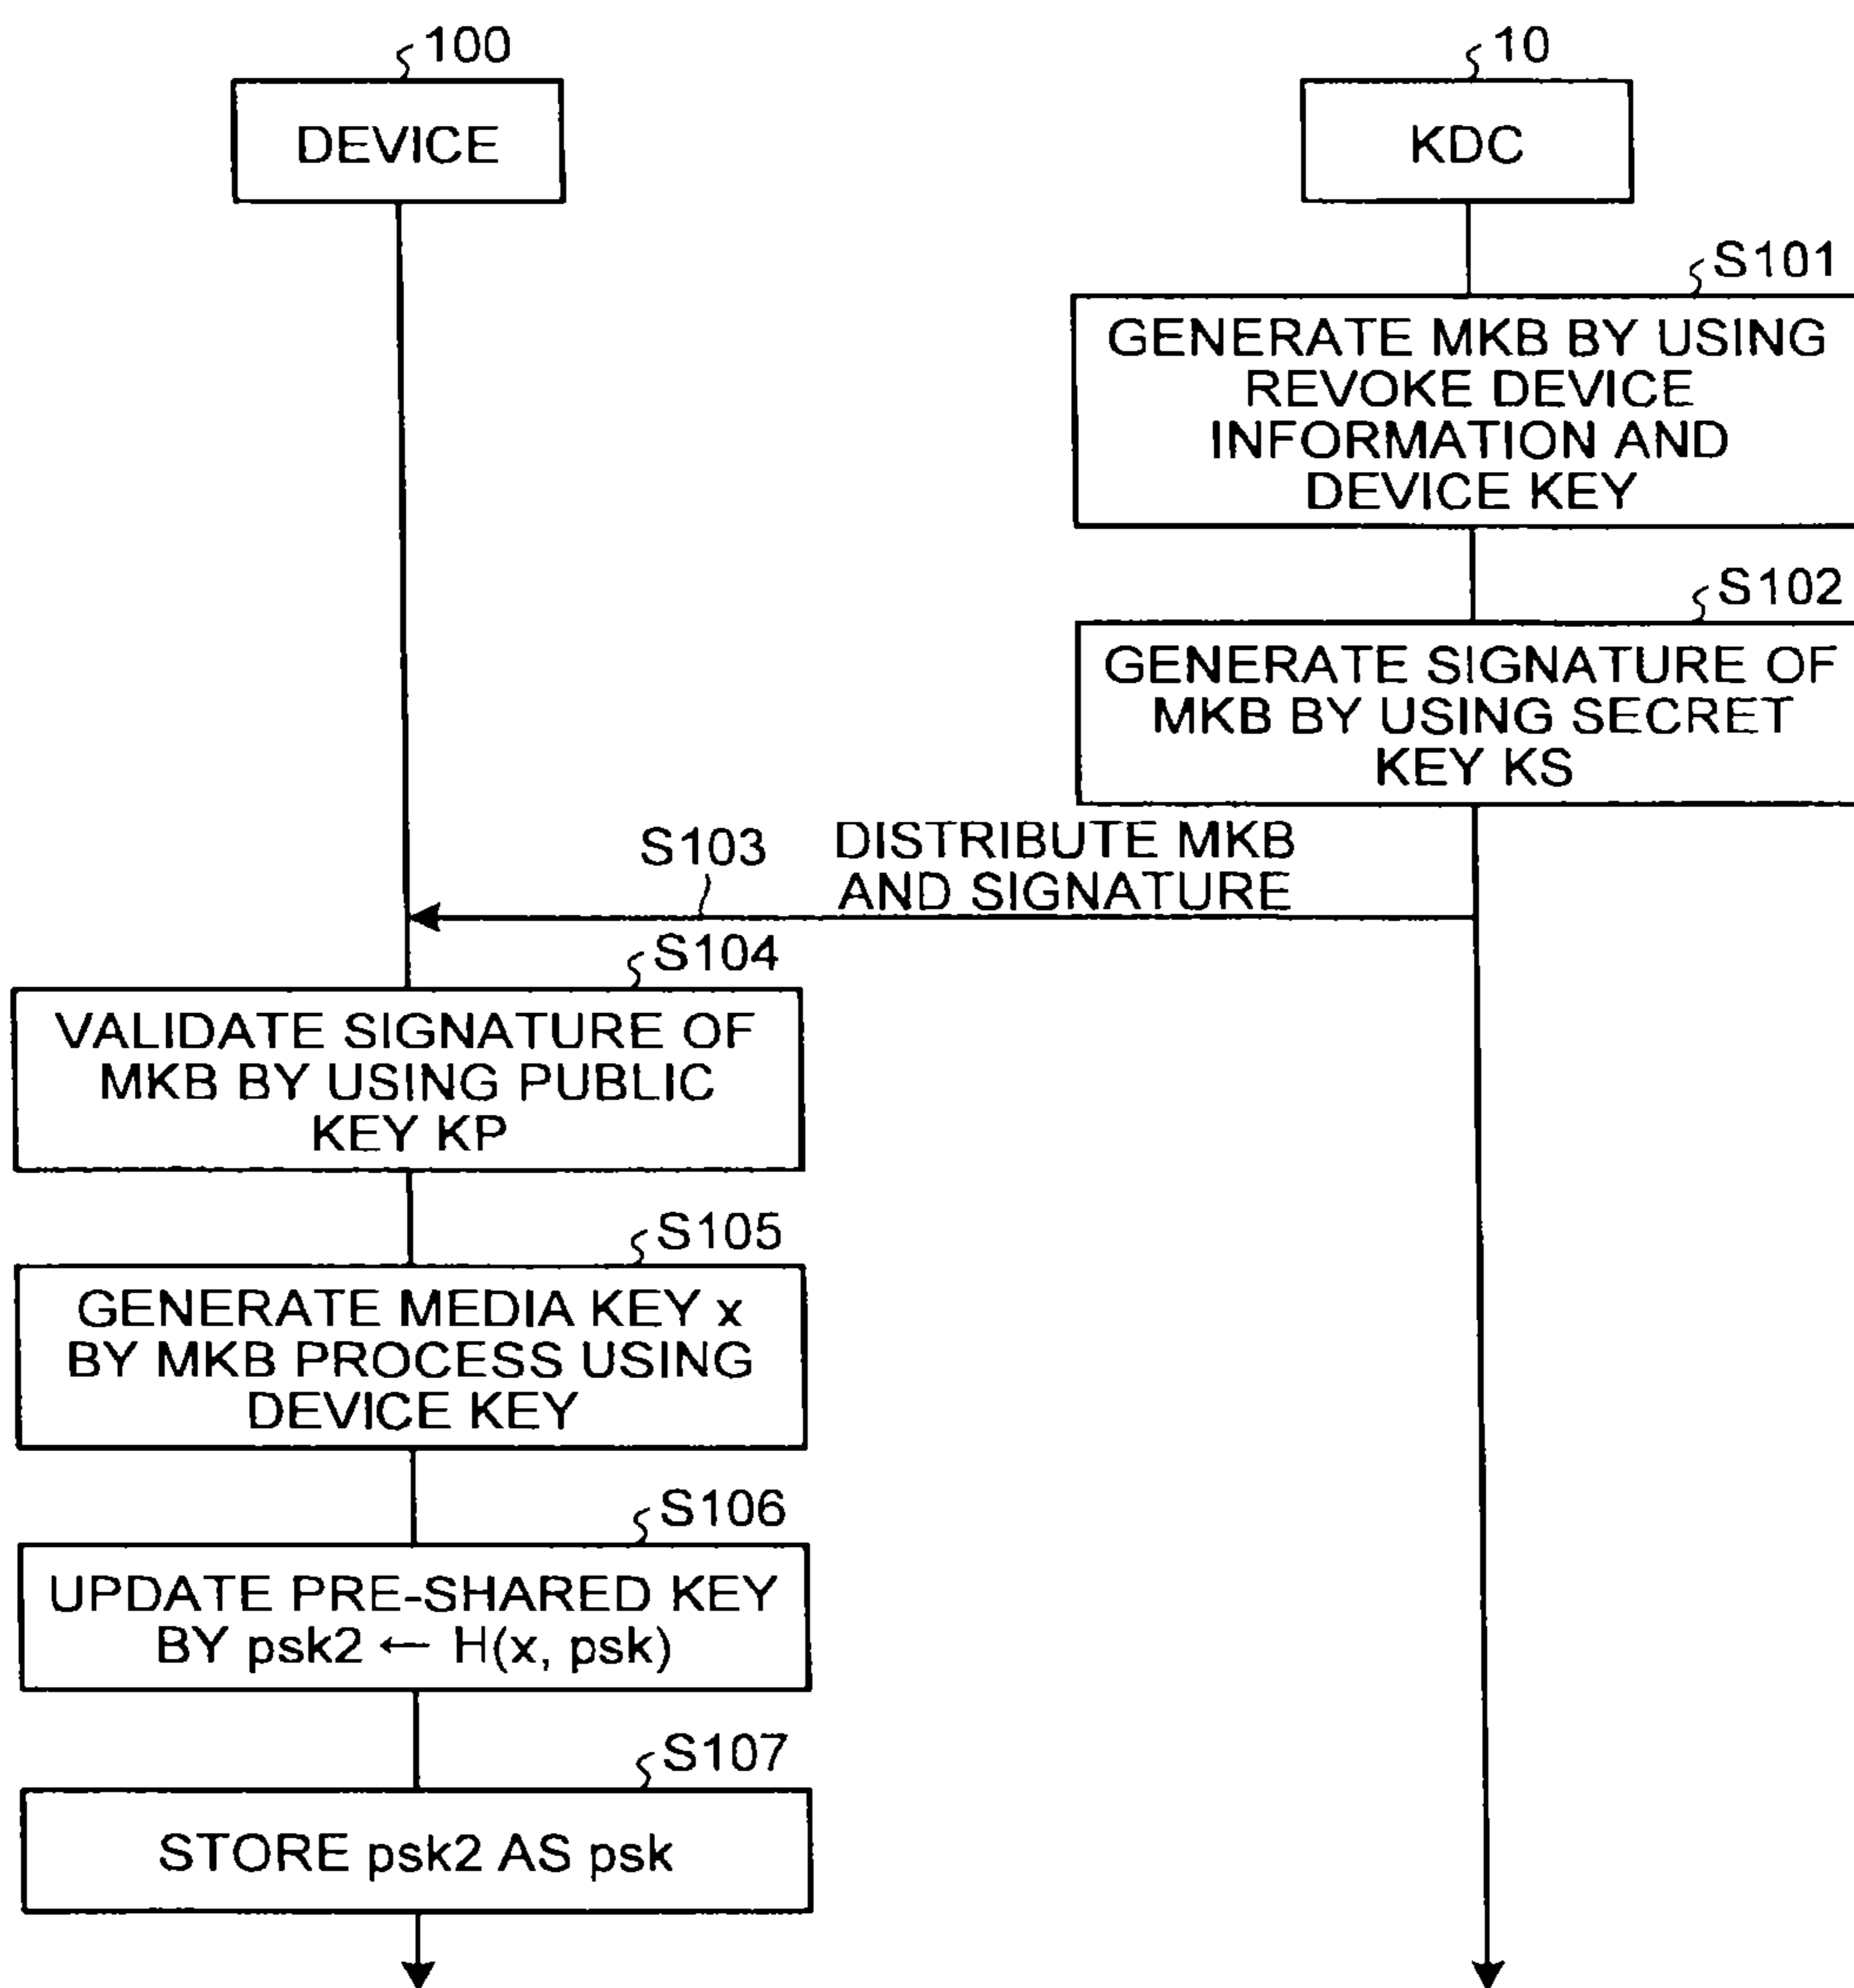 100
10
DEVICE
KDC
S101
GENERATE MKB BY USING
REVOKE DEVICE
INFORMATION AND
DEVICE KEY
S102
GENERATE SIGNATURE OF
MKB BY USING SECRET
KEY KS
S103
DISTRIBUTE MKB
AND SIGNATURE
S104
VALIDATE SIGNATURE OF
MKB BY USING PUBLIC
KEY KP
S105
GENERATE MEDIA KEY x
BY MKB PROCESS USING
DEVICE KEY
S106
UPDATE PRE-SHARED KEY
BY psk2 ← H(x, psk)
S107
STORE psk2 AS psk